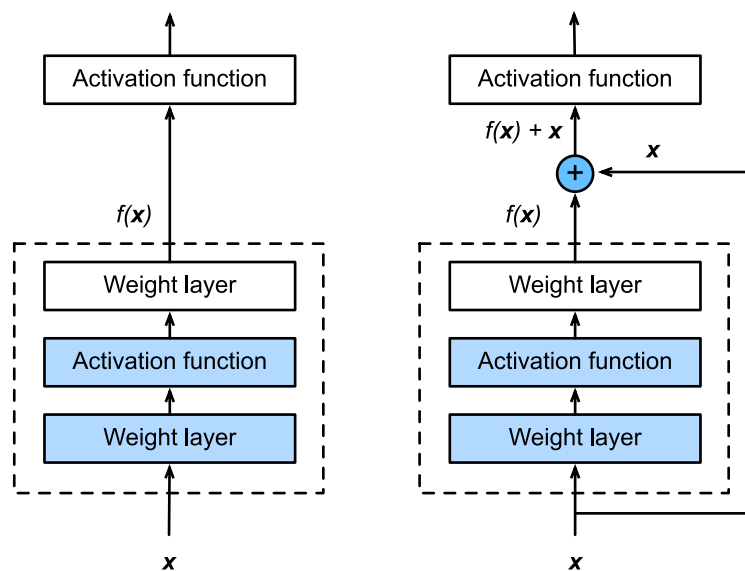 Activation function
f(x)
Weight layer
Activation function
Weight layer
x
Activation function
f(x) + x
x
+
f(x)
Weight layer
Activation function
Weight layer
x